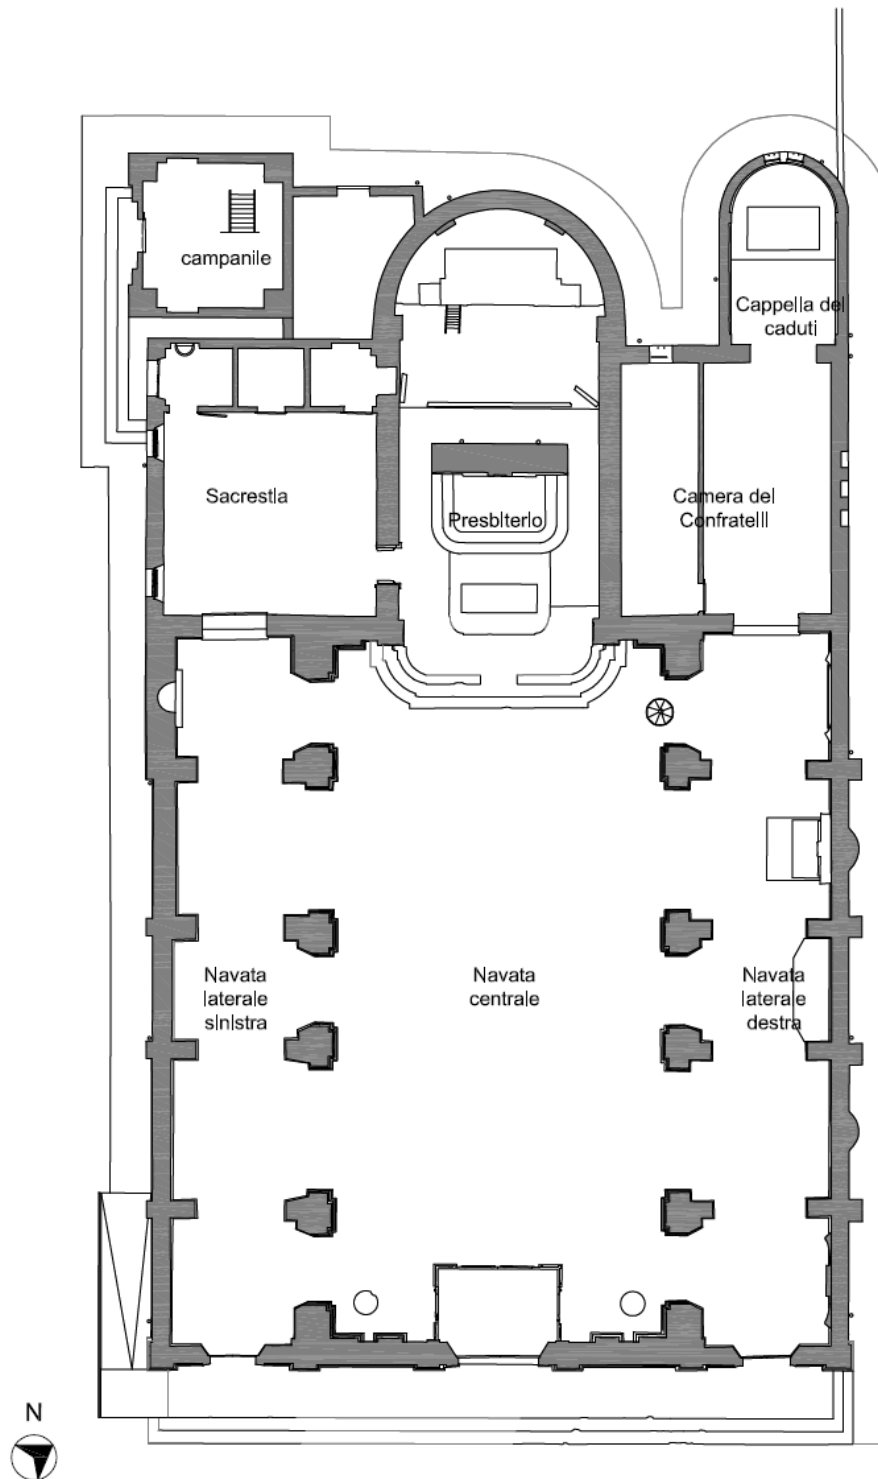 campanile
Cappella dei
caduti
Sacrestia
Presbiterio
Camera dei
Confratelli
Navata
laterale
sinistra
Navata
centrale
Navata
laterale
destra
N